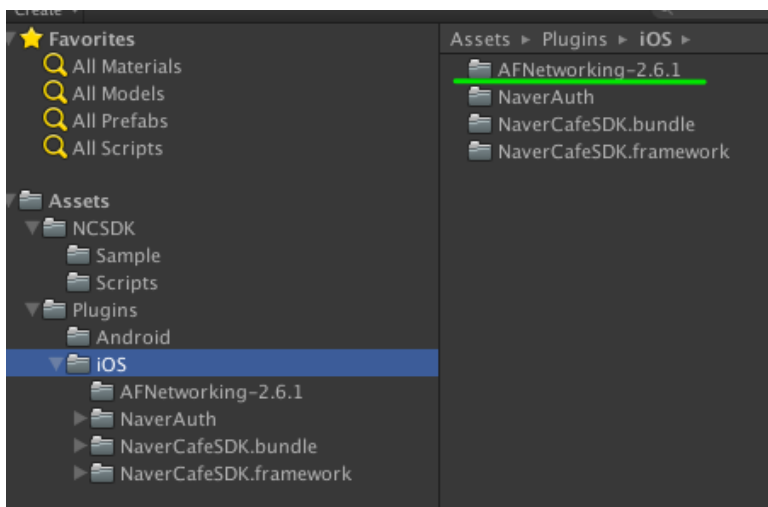 Create
Favorites
All Materials
All Models
All Prefabs
All Scripts
Assets
NCSDK
Sample
Scripts
Plugins
Android
iOS
AFNetworking-2.6.1
NaverAuth
NaverCafeSDK.bundle
NaverCafeSDK.framework
Assets ▸ Plugins ▸ iOS ▸
AFNetworking-2.6.1
NaverAuth
NaverCafeSDK.bundle
NaverCafeSDK.framework